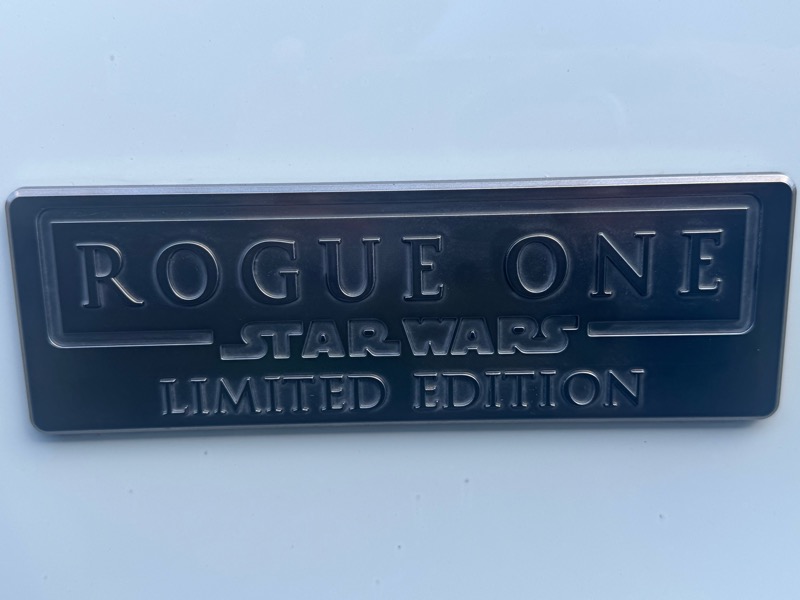 ROGUE ONE
STAR WARS
LIMITED EDITION